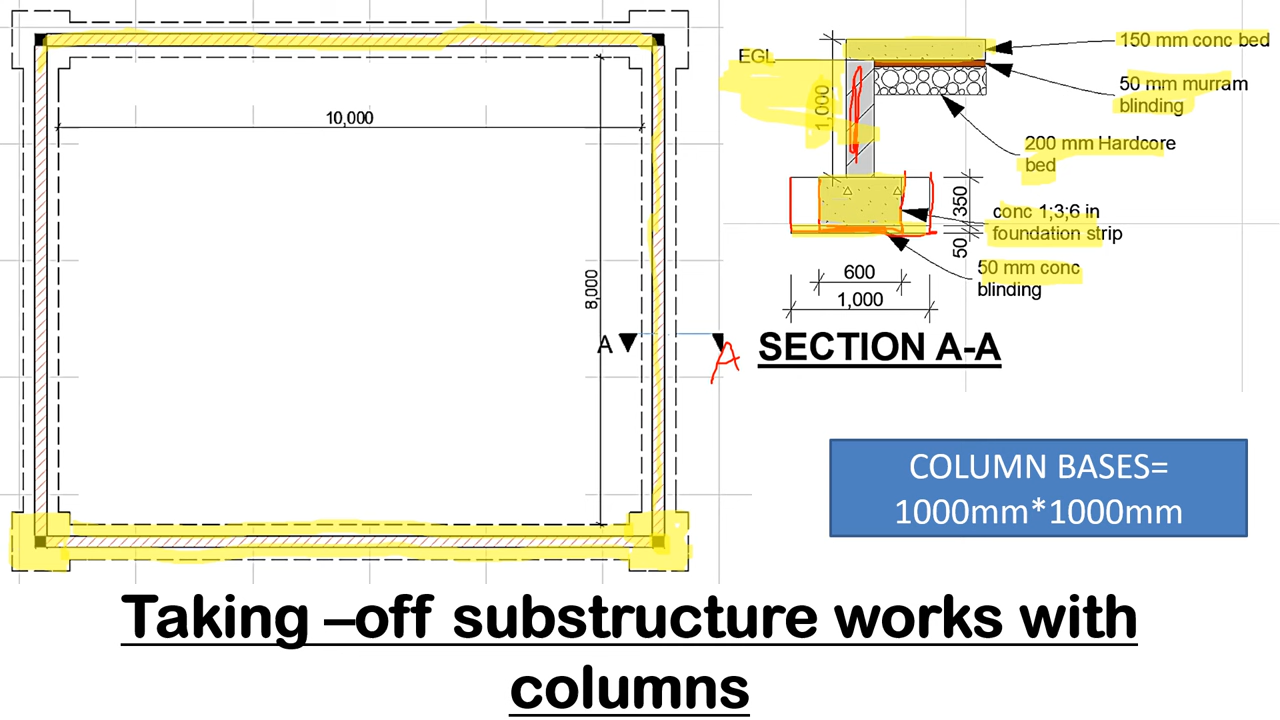 10,000
8,000
A
A
EGL
1,000
150 mm conc bed
50 mm murram
blinding
200 mm Hardcore
bed
350
conc 1;3;6 in
foundation strip
50
50 mm conc
blinding
600
1,000
SECTION A-A
COLUMN BASES=
1000mm*1000mm
Taking –off substructure works with
columns